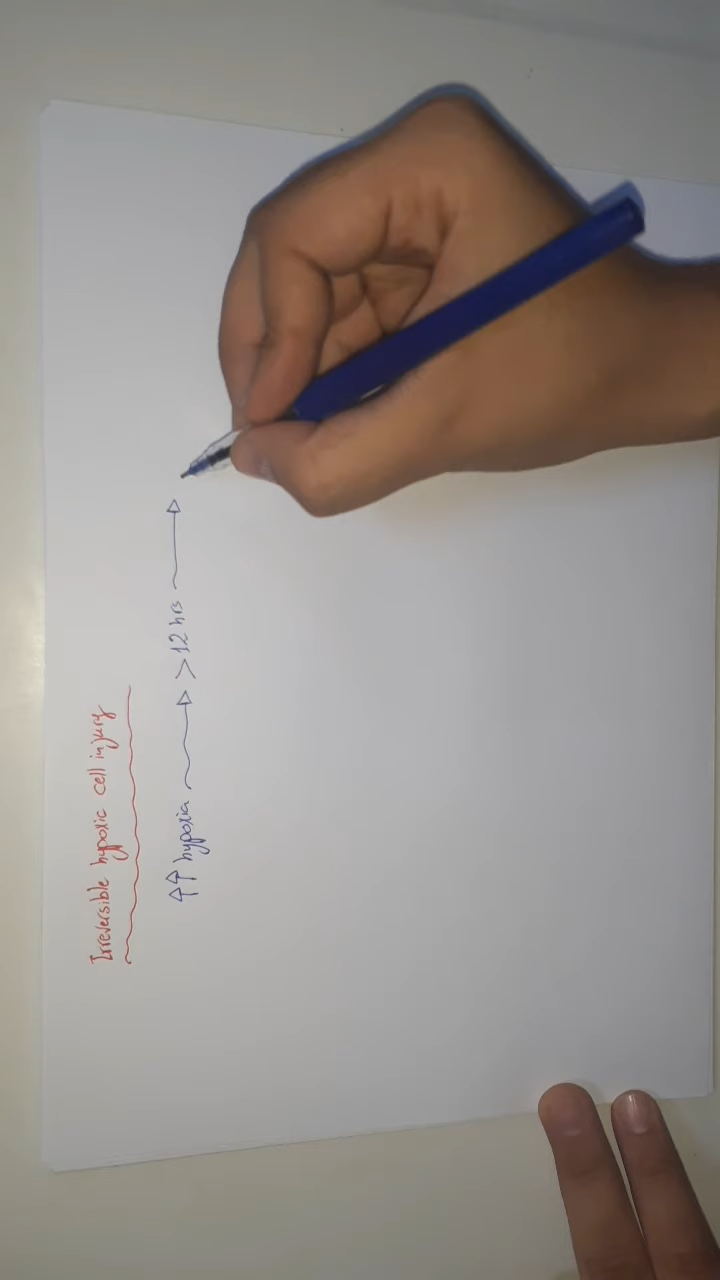 Irreversible hypoxic cell injury
↑↑ hypoxia → > 12 hrs →